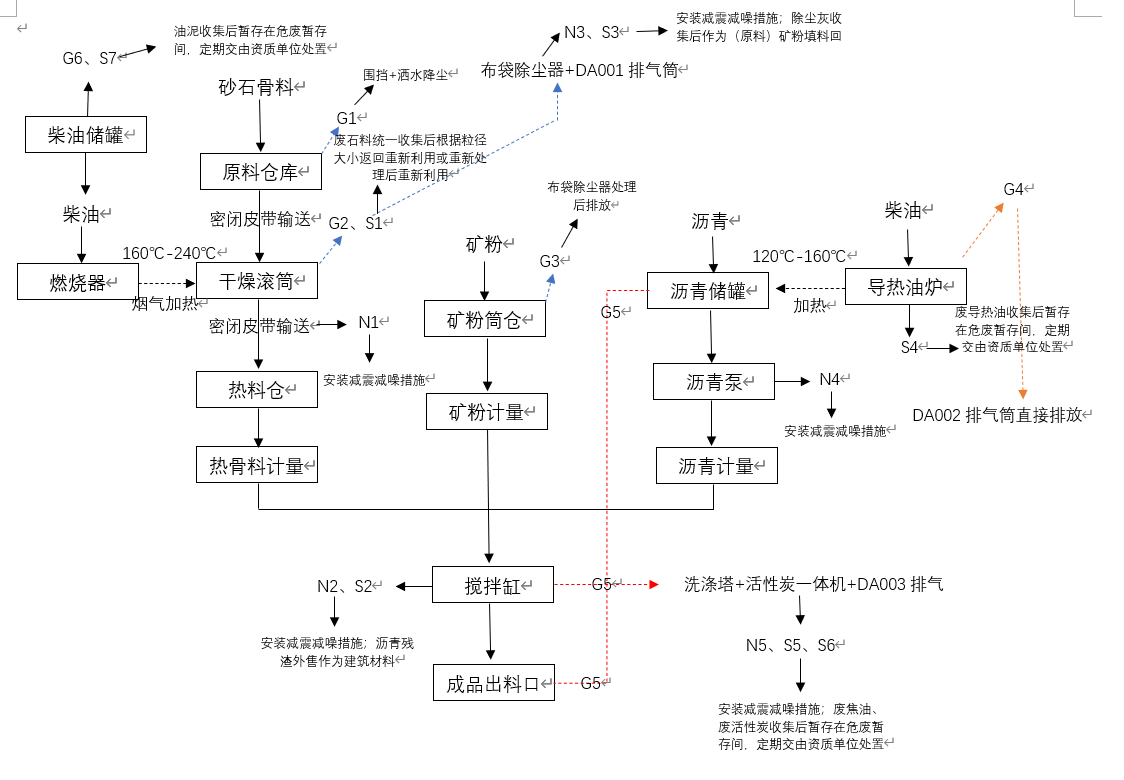 油泥收集后暂存在危废暂存
间，定期交由资质单位处置
G6、S7
柴油储罐
柴油
燃烧器
160℃-240℃
烟气加热
砂石骨料
原料仓库
密闭皮带输送
干燥滚筒
密闭皮带输送
热料仓
热骨料计量
围挡+洒水降尘
G1
废石料统一收集后根据粒径
大小返回重新利用或重新处
理后重新利用
G2、S1
N1
安装减震减噪措施
N3、S3
安装减震减噪措施；除尘灰收
集后作为（原料）矿粉填料回
布袋除尘器+DA001 排气筒
布袋除尘器处理
后排放
G3
矿粉
矿粉筒仓
矿粉计量
沥青
沥青储罐
沥青泵
沥青计量
N4
安装减震减噪措施
120℃-160℃
加热
柴油
导热油炉
G4
S4
废导热油收集后暂存
在危废暂存间，定期
交由资质单位处置
DA002 排气筒直接排放
G5
搅拌缸
G5
洗涤塔+活性炭一体机+DA003 排气
N2、S2
安装减震减噪措施；沥青残
渣外售作为建筑材料
成品出料口
G5
N5、S5、S6
安装减震减噪措施；废焦油、
废活性炭收集后暂存在危废暂
存间，定期交由资质单位处置